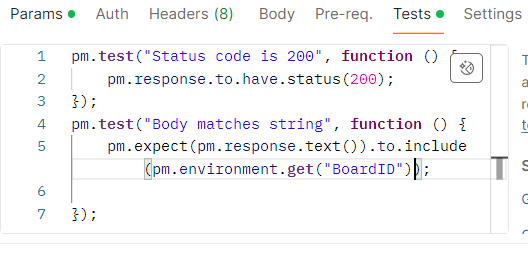 Params Auth Headers (8) Body Pre-req. Tests Settings
1 pm.test("Status code is 200", function () {
2 pm.response.to.have.status(200);
3 });
4 pm.test("Body matches string", function () {
5 pm.expect(pm.response.text()).to.include
(pm.environment.get("BoardID"));
6
7 });